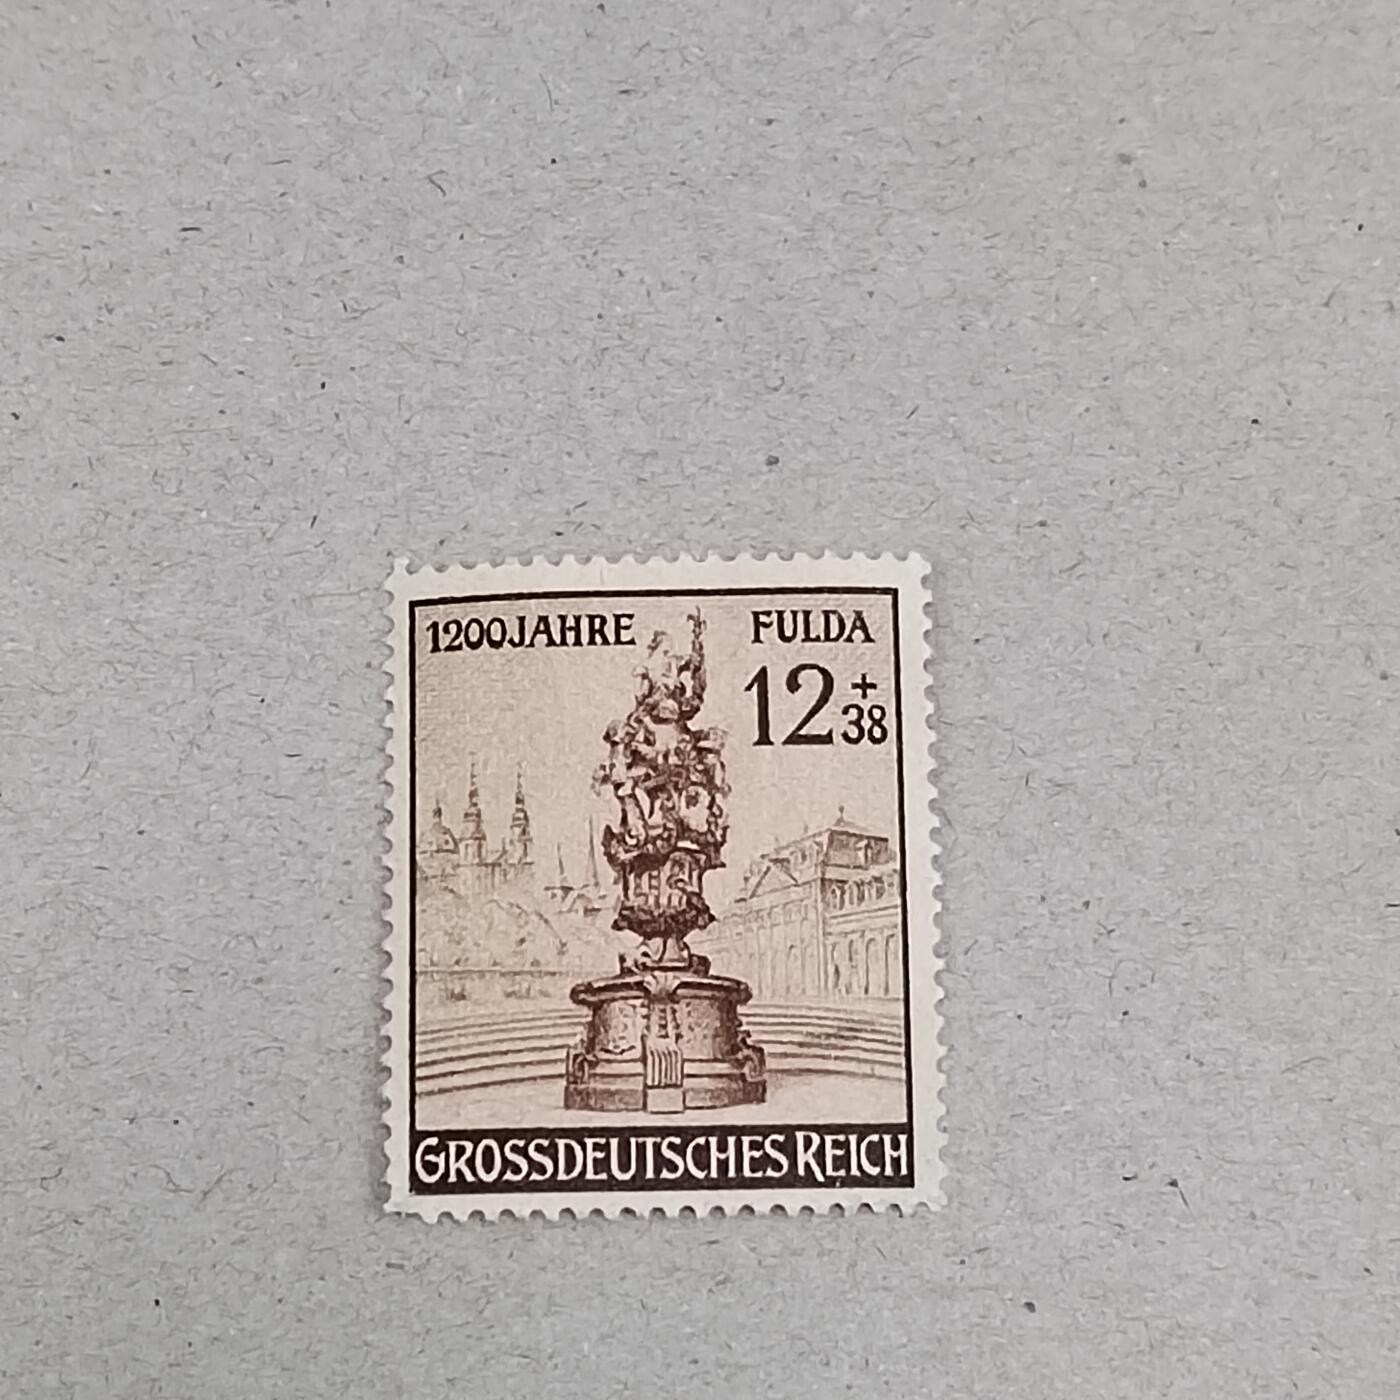 1200 JAHRE FULDA
12 + 38
GROSSDEUTSCHES REICH